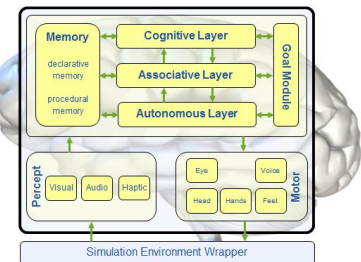 Memory
declarative
memory
procedural
memory
Cognitive Layer
Associative Layer
Autonomous Layer
Goal Module
Percept
Visual
Audio
Haptic
Eye
Voice
Head
Hands
Feet
Motor
Simulation Environment Wrapper